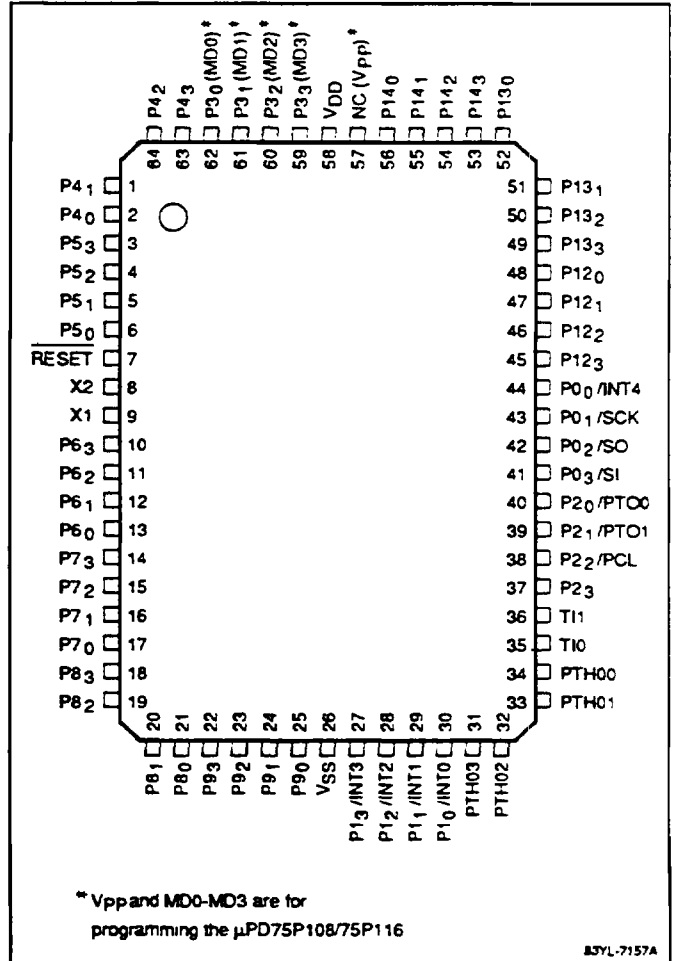 P42
P43
P30(MD0)*
P31(MD1)*
P32(MD2)*
P33(MD3)*
VDD
NC (Vpp)*
P140
P141
P142
P143
P130
64 63 62 61 60 59 58 57 56 55 54 53 52
P41 1
P40 2
P53 3
P52 4
P51 5
P50 6
RESET 7
X2 8
X1 9
P63 10
P62 11
P61 12
P60 13
P73 14
P72 15
P71 16
P70 17
P83 18
P82 19
51 P131
50 P132
49 P133
48 P120
47 P121
46 P122
45 P123
44 P00/INT4
43 P01/SCK
42 P02/SO
41 P03/SI
40 P20/PTO0
39 P21/PTO1
38 P22/PCL
37 P23
36 TI1
35 TI0
34 PTH00
33 PTH01
20 21 22 23 24 25 26 27 28 29 30 31 32
P81
P80
P93
P92
P91
P90
VSS
P13/INT3
P12/INT2
P11/INT1
P10/INT0
PTH03
PTH02
* Vpp and MD0-MD3 are for
programming the µPD75P108/75P116
83YL-7157A